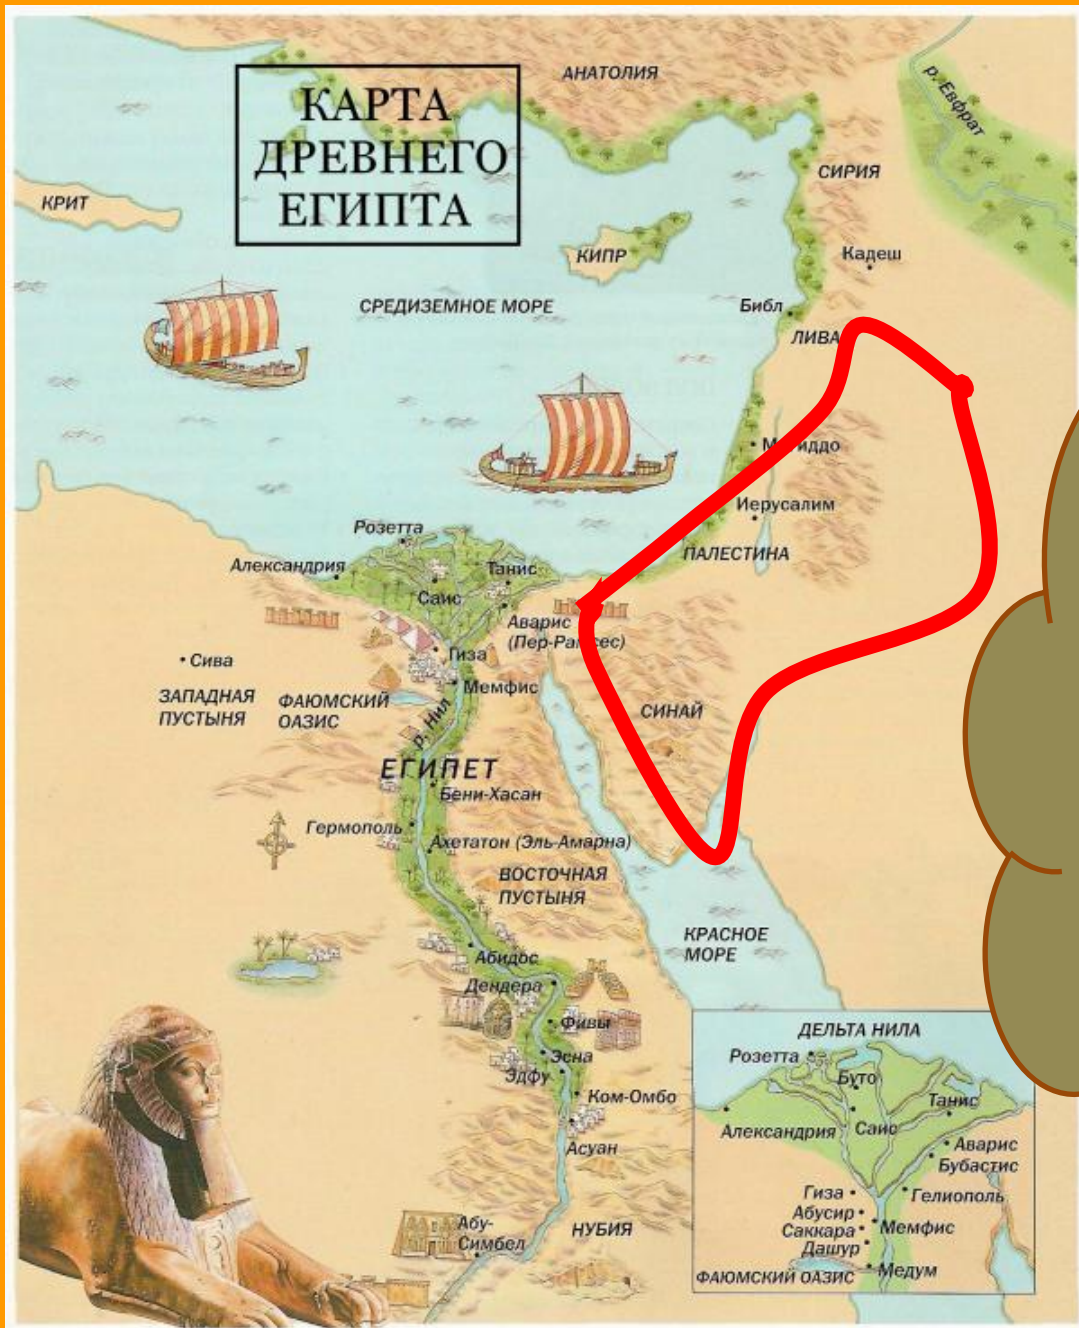 КАРТА
ДРЕВНЕГО
ЕГИПТА
АНАТОЛИЯ
р. Евфрат
СИРИЯ
КРИТ
КИПР
Кадеш
СРЕДИЗЕМНОЕ МОРЕ
Библ
ЛИВА
Иерусалим
ПАЛЕСТИНА
Розетта
Александрия
Танис
Саис
Аварис
Гиза
Сива
Мемфис
ЗАПАДНАЯ
ПУСТЫНЯ
ФАЮМСКИЙ
ОАЗИС
р. Нил
СИНАЙ
ЕГИПЕТ
Бени-Хасан
Гермополь
Ахетатон (Эль-Амарна)
ВОСТОЧНАЯ
ПУСТЫНЯ
КРАСНОЕ
МОРЕ
Абидос
Дендера
Фивы
Эсна
Эдфу
Ком-Омбо
Асуан
НУБИЯ
Абу-
Симбел
ДЕЛЬТА НИЛА
Розетта
Буто
Танис
Александрия
Саис
Аварис
Бубастис
Гиза
Гелиополь
Абусир
Саккара
Мемфис
Дашур
ФАЮМСКИЙ ОАЗИС
Медум